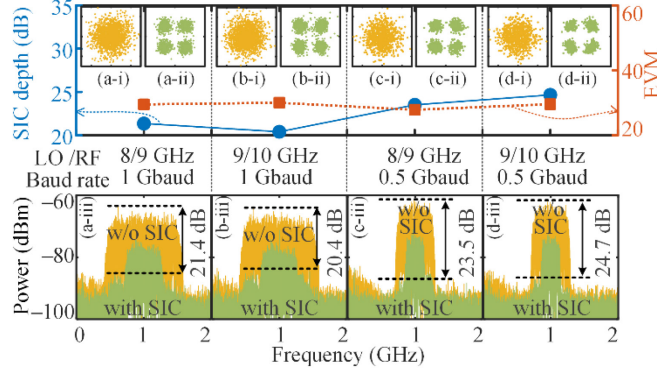 35
60
SIC depth (dB)
30
(a-i) (a-ii) (b-i) (b-ii) (c-i) (c-ii) (d-i) (d-ii)
40
EVM
25
30
20
20
LO /RF 8/9 GHz 9/10 GHz 8/9 GHz 9/10 GHz
Baud rate 1 Gbaud 1 Gbaud 0.5 Gbaud 0.5 Gbaud
Power (dBm)
−60
−80
−100
(a-iii) w/o SIC 21.4 dB with SIC
(b-iii) w/o SIC 20.4 dB with SIC
(c-iii) w/o SIC 23.5 dB with SIC
(d-iii) w/o SIC 24.7 dB with SIC
0 1 2 1 2 1 2 1 2
Frequency (GHz)